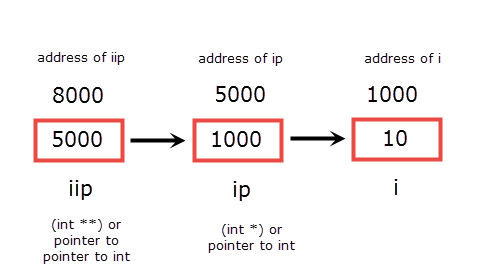 address of iip
address of ip
address of i
8000
5000
1000
5000
1000
10
iip
ip
i
(int **) or
pointer to
pointer to int
(int *) or
pointer to int